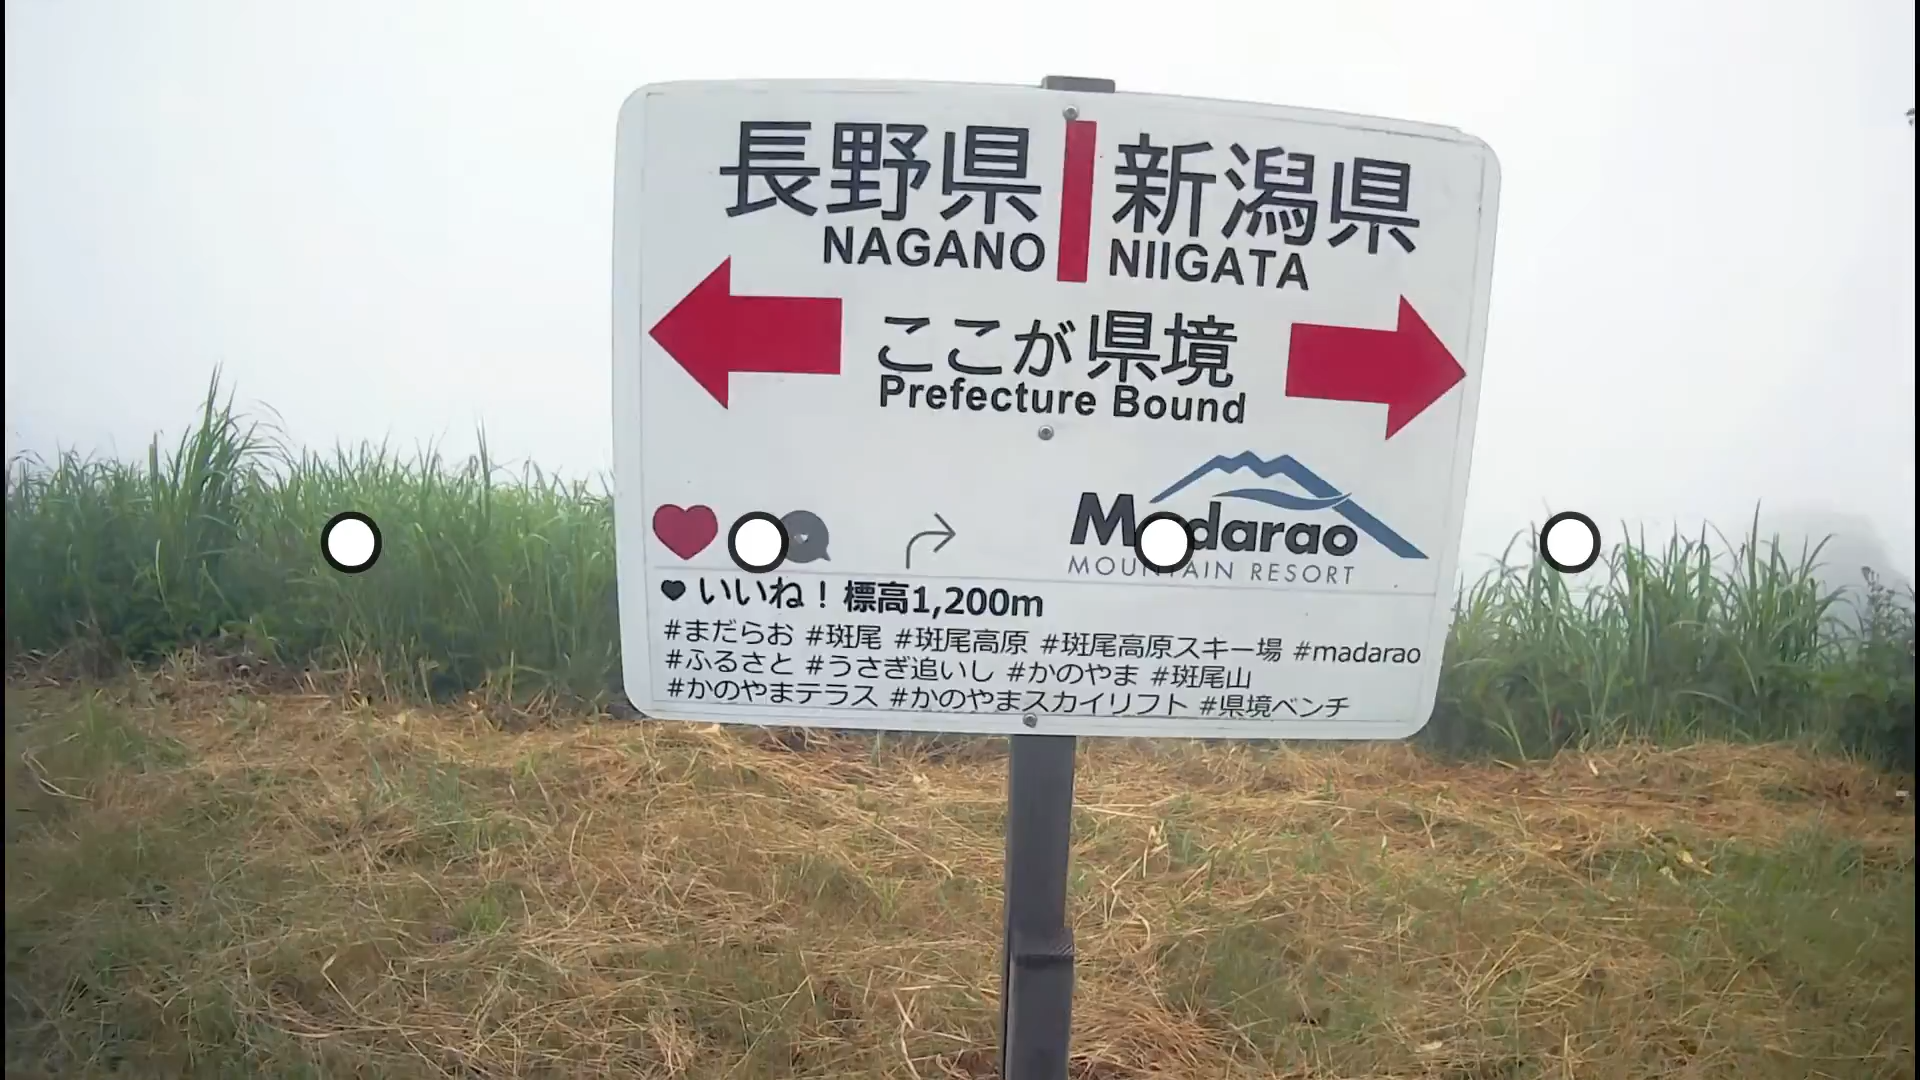 長野県 新潟県
NAGANO NIIGATA
ここが県境
Prefecture Bound
Madarao
MOUNTAIN RESORT
いいね！標高1,200m
#まだらお #斑尾 #斑尾高原 #斑尾高原スキー場 #madarao
#ふるさと #うさぎ追いし #かのやま #斑尾山
#かのやまテラス #かのやまスカイリフト #県境ベンチ